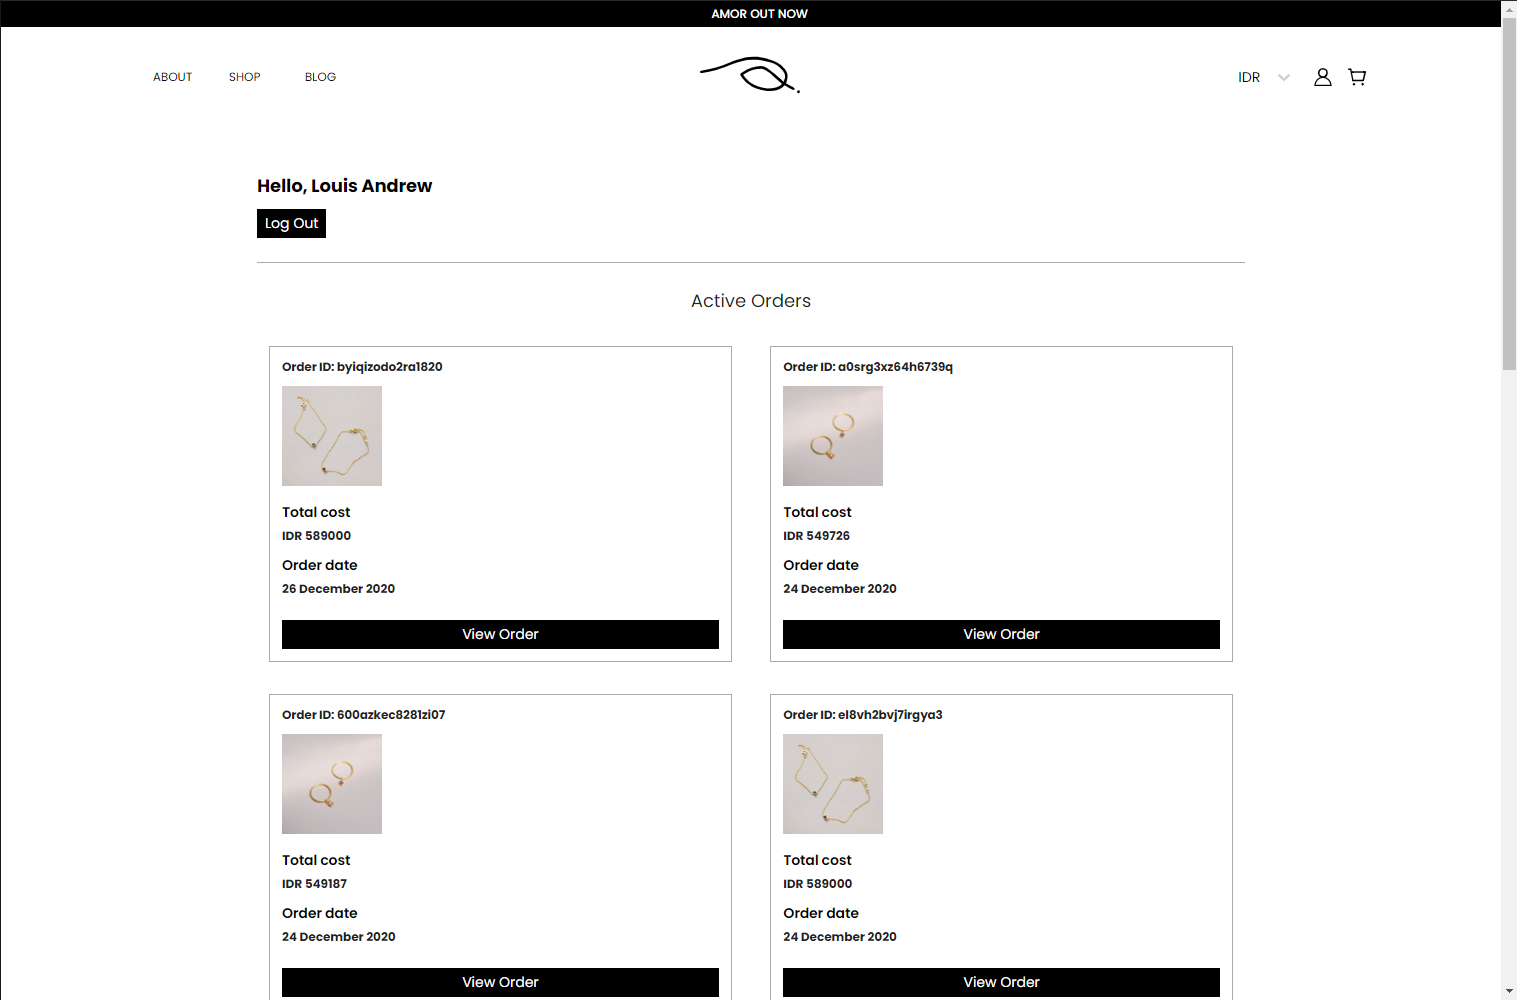 AMOR OUT NOW
ABOUT
SHOP
BLOG
IDR
Hello, Louis Andrew
Log Out
Active Orders
Order ID: byiqizodo2ra1820
Total cost
IDR 589000
Order date
26 December 2020
View Order
Order ID: a0srg3xz64h6739q
Total cost
IDR 549726
Order date
24 December 2020
View Order
Order ID: 600azkec8281zi07
Total cost
IDR 549187
Order date
24 December 2020
View Order
Order ID: el8vh2bvj7irgya3
Total cost
IDR 589000
Order date
24 December 2020
View Order